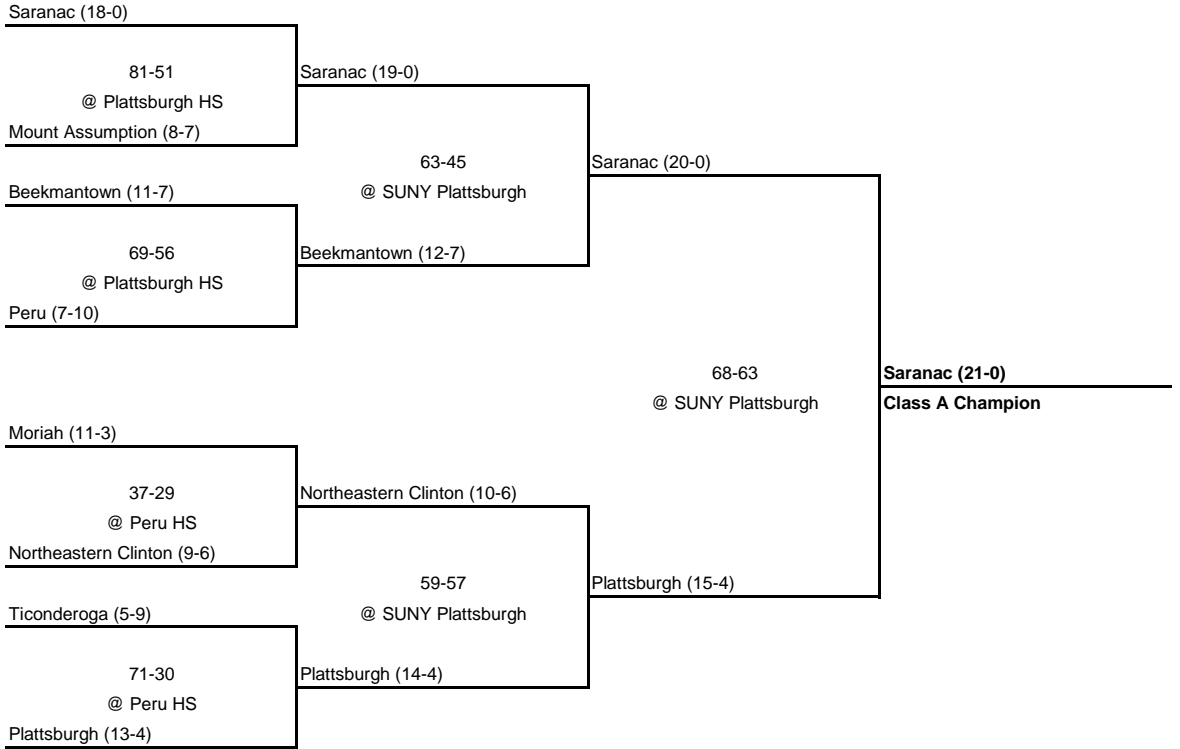 Saranac (18-0)
81-51
@ Plattsburgh HS
Mount Assumption (8-7)
Saranac (19-0)
63-45
@ SUNY Plattsburgh
Saranac (20-0)
Beekmantown (11-7)
69-56
@ Plattsburgh HS
Peru (7-10)
Beekmantown (12-7)
68-63
@ SUNY Plattsburgh
Saranac (21-0)
Class A Champion
Moriah (11-3)
37-29
@ Peru HS
Northeastern Clinton (9-6)
Northeastern Clinton (10-6)
59-57
@ SUNY Plattsburgh
Plattsburgh (15-4)
Ticonderoga (5-9)
71-30
@ Peru HS
Plattsburgh (13-4)
Plattsburgh (14-4)